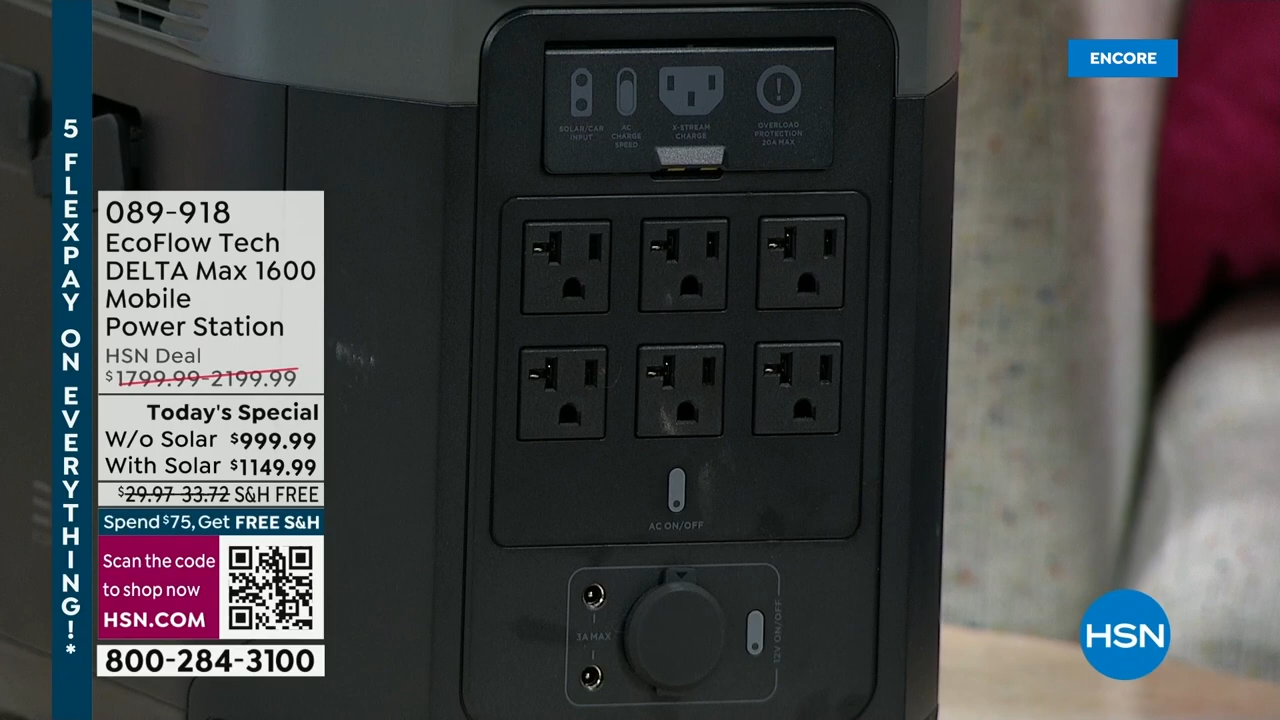 5 FLEXPAY ON EVERYTHING!*
089-918
EcoFlow Tech
DELTA Max 1600
Mobile
Power Station
HSN Deal
$1799.99-2199.99
Today's Special
W/o Solar $999.99
With Solar $1149.99
$29.97-33.72 S&H FREE
Spend $75, Get FREE S&H
Scan the code
to shop now
HSN.COM
800-284-3100
SOLAR/CAR
INPUT
AC
CHARGE
SPEED
X-STREAM
CHARGE
OVERLOAD
PROTECTION
20A MAX
AC ON/OFF
3A MAX
12V ON/OFF
ENCORE
HSN